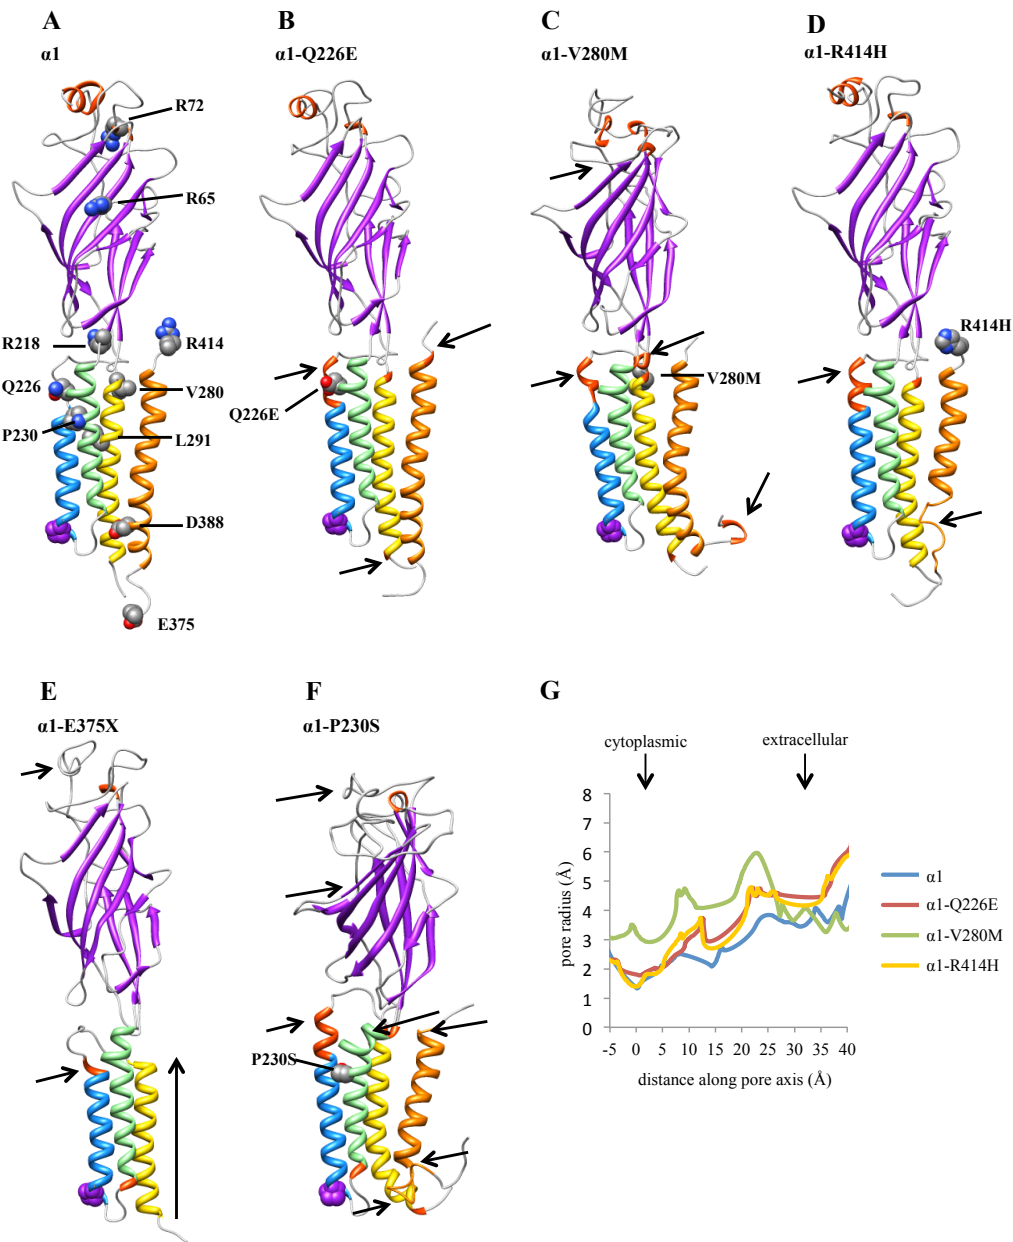 A
α1
R72
R65
R218
R414
Q226
V280
P230
L291
D388
E375
B
α1-Q226E
Q226E
C
α1-V280M
V280M
D
α1-R414H
R414H
E
α1-E375X
F
α1-P230S
P230S
G
cytoplasmic
extracellular
8
7
6
5
4
3
2
1
0
pore radius (Å)
-5 0 5 10 15 20 25 30 35 40
distance along pore axis (Å)
α1
α1-Q226E
α1-V280M
α1-R414H